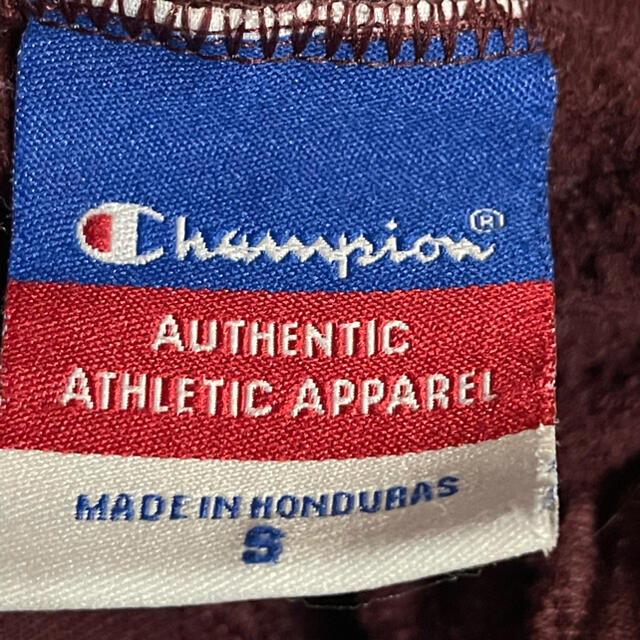 Champion®
AUTHENTIC
ATHLETIC APPAREL
MADE IN HONDURAS
S